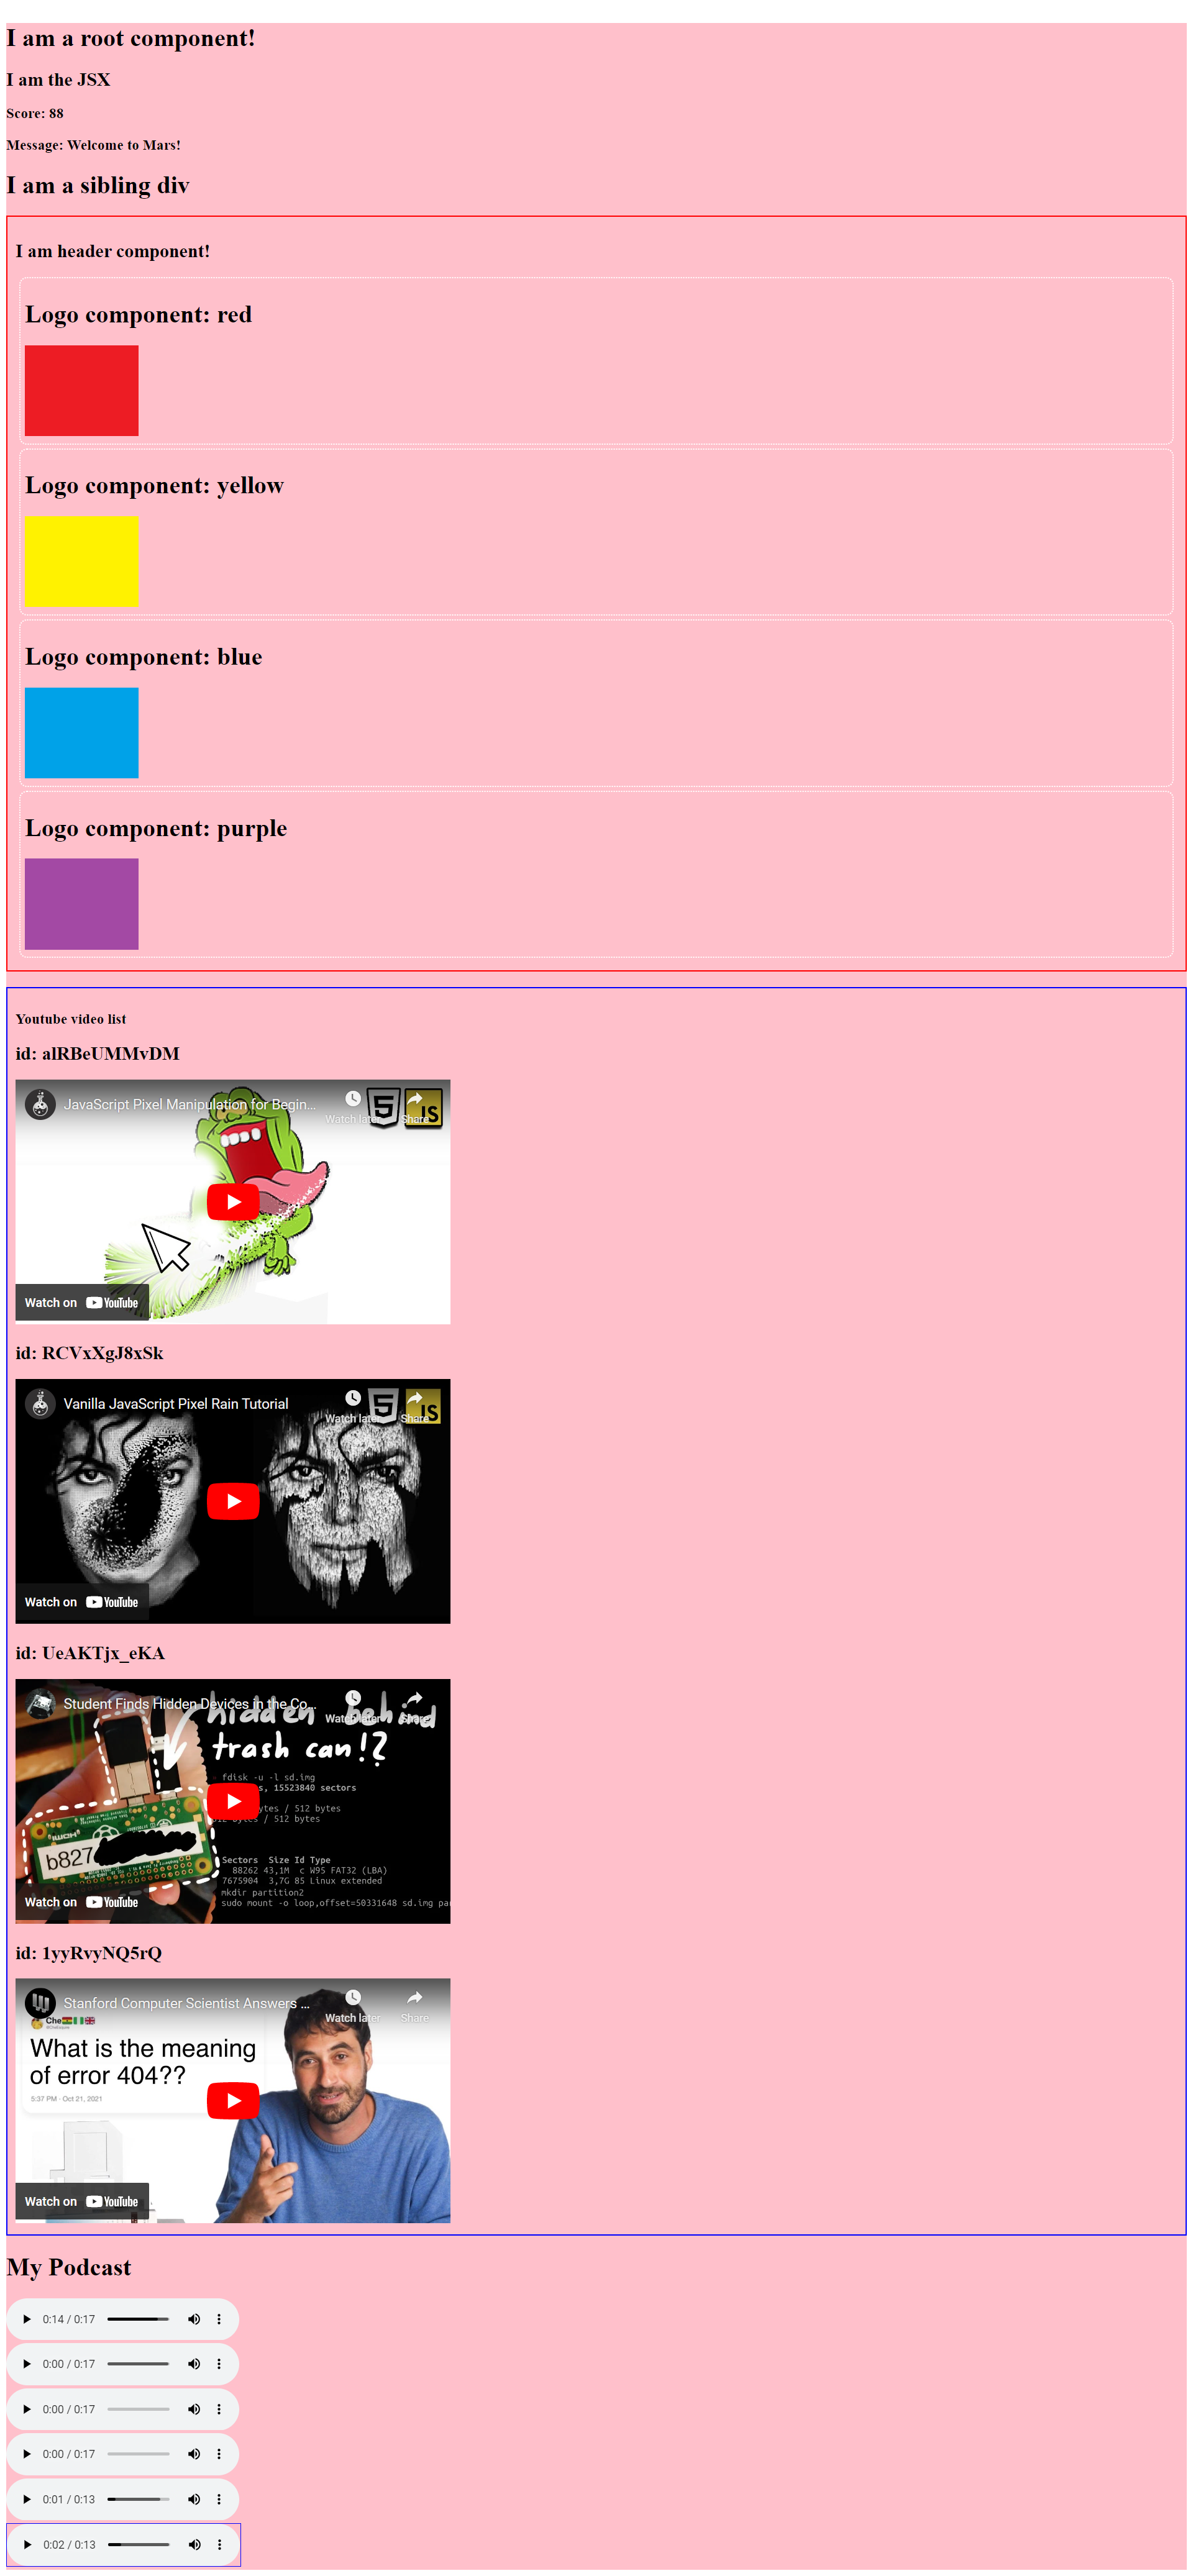 I am a root component!
I am the JSX
Score: 88
Message: Welcome to Mars!
I am a sibling div
I am header component!
Logo component: red
Logo component: yellow
Logo component: blue
Logo component: purple
Youtube video list
id: alRBeUMMvDM
JavaScript Pixel Manipulation for Begin...
Watch later
Share
5
JS
Watch on YouTube
id: RCVxXgJ8xSk
Vanilla JavaScript Pixel Rain Tutorial
Watch later
Share
5
JS
Watch on YouTube
id: UeAKTjx_eKA
Student Finds Hidden Devices in the Co...
Watch later
Share
hidden behind
trash can!?
fdisk -u -l sd.img
s, 15523840 sectors
ytes / 512 bytes
bytes / 512 bytes
b827
Sectors Size Id Type
88262 43,1M c W95 FAT32 (LBA)
7675904 3,7G 85 Linux extended
mkdir partition2
sudo mount -o loop,offset=50331648 sd.img par
Watch on YouTube
id: 1yyRvyNQ5rQ
Stanford Computer Scientist Answers ...
Watch later
Share
Che
What is the meaning
of error 404??
5:37 PM · Oct 21, 2021
Watch on YouTube
My Podcast
0:14 / 0:17
0:00 / 0:17
0:00 / 0:17
0:00 / 0:17
0:01 / 0:13
0:02 / 0:13